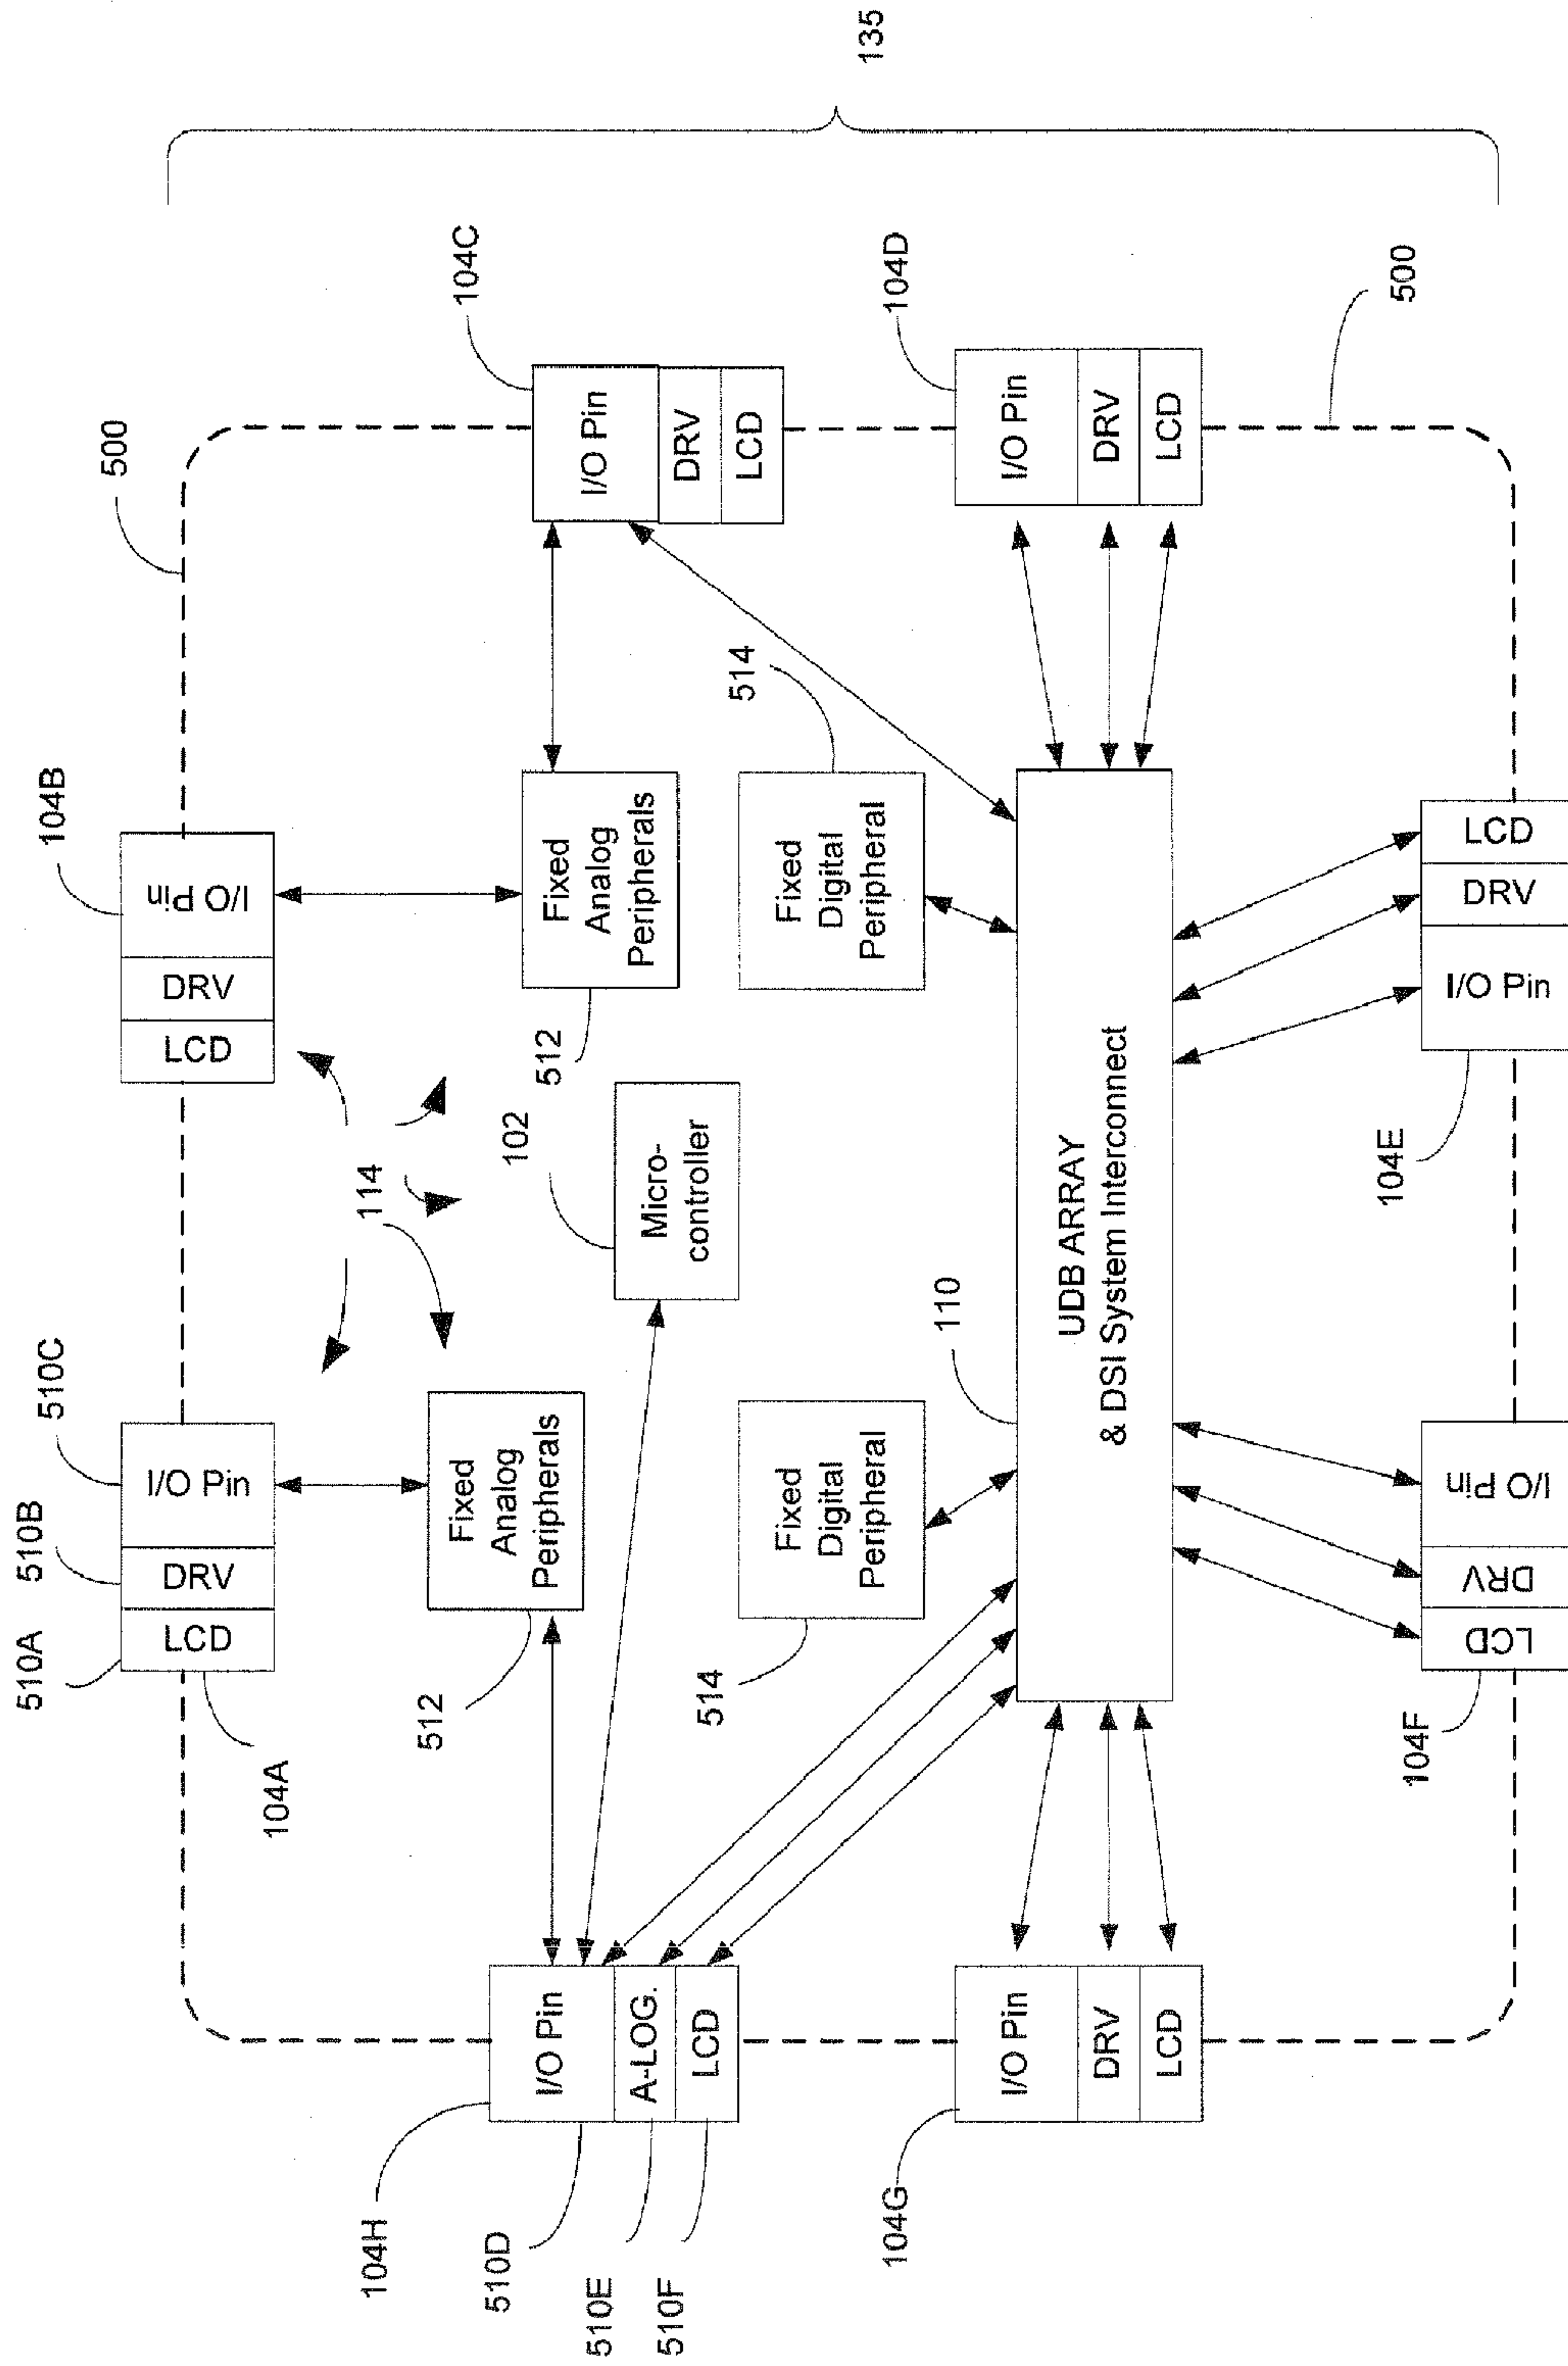 135
510A
510B
510C
104B
500
LCD
DRV
I/O Pin
LCD
DRV
I/O Pin
104A
114
104C
104H
I/O Pin
A-LOG.
LCD
510D
510E
510F
Fixed
Analog
Peripherals
512
Fixed
Analog
Peripherals
512
I/O Pin
DRV
LCD
102
Micro-
controller
514
Fixed
Digital
Peripheral
514
Fixed
Digital
Peripheral
104D
110
UDB ARRAY
& DSI System Interconnect
104G
I/O Pin
DRV
LCD
I/O Pin
DRV
LCD
500
104F
LCD
DRV
I/O Pin
104E
I/O Pin
DRV
LCD